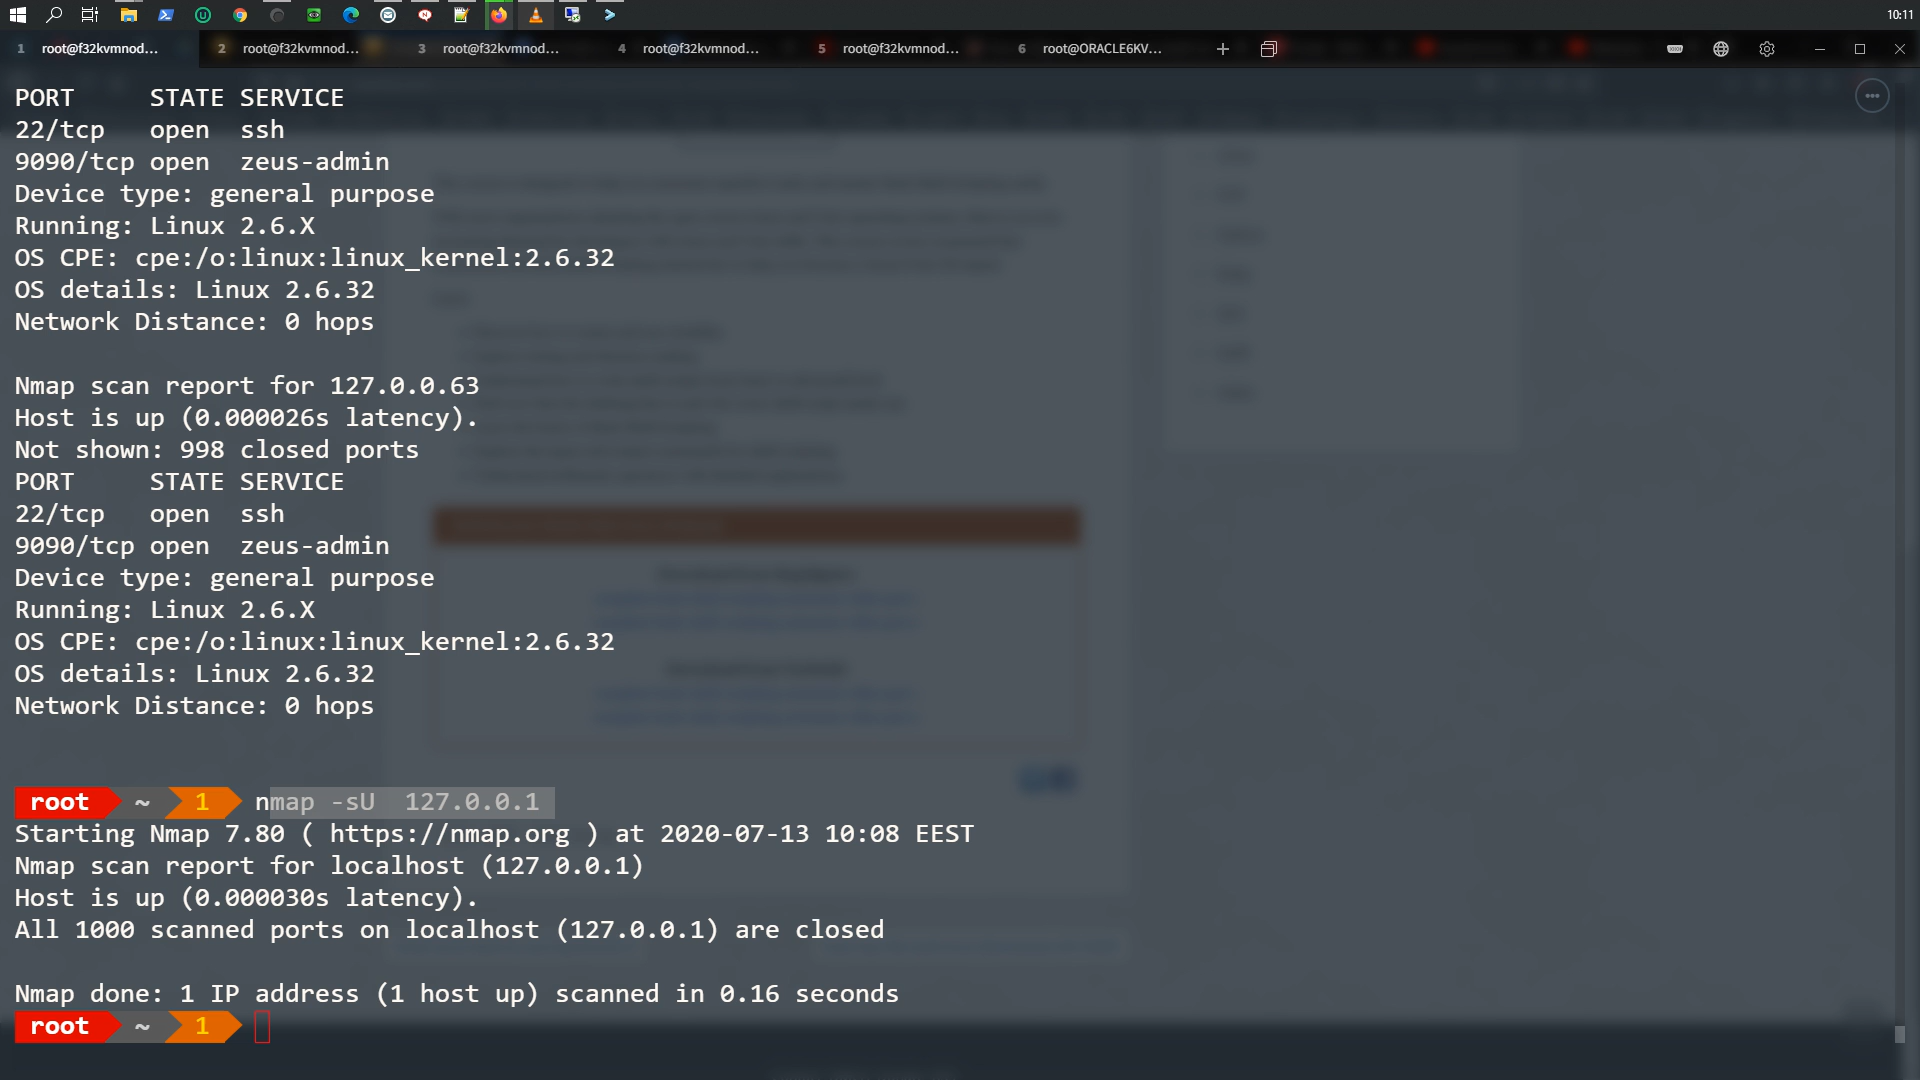 10:11
1 root@f32kvmnod... 2 root@f32kvmnod... 3 root@f32kvmnod... 4 root@f32kvmnod... 5 root@f32kvmnod... 6 root@ORACLE6KV...
PORT     STATE SERVICE
22/tcp   open  ssh
9090/tcp open  zeus-admin
Device type: general purpose
Running: Linux 2.6.X
OS CPE: cpe:/o:linux:linux_kernel:2.6.32
OS details: Linux 2.6.32
Network Distance: 0 hops
Nmap scan report for 127.0.0.63
Host is up (0.000026s latency).
Not shown: 998 closed ports
PORT     STATE SERVICE
22/tcp   open  ssh
9090/tcp open  zeus-admin
Device type: general purpose
Running: Linux 2.6.X
OS CPE: cpe:/o:linux:linux_kernel:2.6.32
OS details: Linux 2.6.32
Network Distance: 0 hops
root ~ 1 nmap -sU  127.0.0.1
Starting Nmap 7.80 ( https://nmap.org ) at 2020-07-13 10:08 EEST
Nmap scan report for localhost (127.0.0.1)
Host is up (0.000030s latency).
All 1000 scanned ports on localhost (127.0.0.1) are closed
Nmap done: 1 IP address (1 host up) scanned in 0.16 seconds
root ~ 1